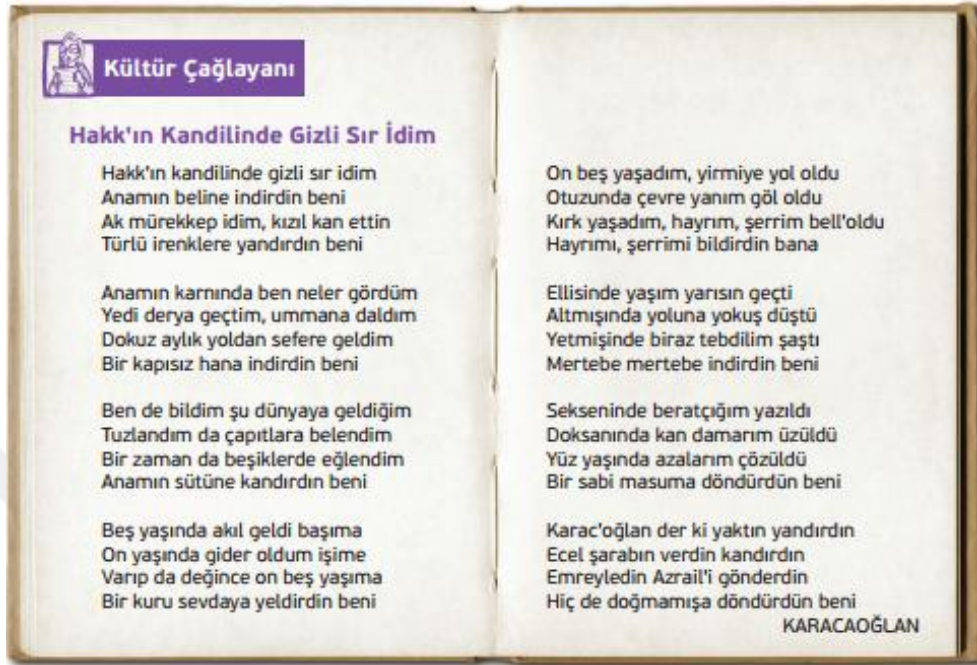 Kültür Çağlayanı
Hakk'ın Kandilinde Gizli Sır İdim
Hakk'ın kandilinde gizli sır idim
Anamın beline indirdin beni
Ak mürekkep idim, kızıl kan ettin
Türlü irenklere yandırdın beni
Anamın karnında ben neler gördüm
Yedi derya geçtim, ummana daldım
Dokuz aylık yoldan sefere geldim
Bir kapısız hana indirdin beni
Ben de bildim şu dünyaya geldiğim
Tuzlandım da çapıtlara belendim
Bir zaman da beşiklerde eğlendim
Anamın sütüne kandırdın beni
Beş yaşında akıl geldi başıma
On yaşında gider oldum işime
Varıp da değince on beş yaşıma
Bir kuru sevdaya yeldirdin beni
On beş yaşadım, yirmiye yol oldu
Otuzunda çevre yanım göl oldu
Kırk yaşadım, hayrım, şerrim bell'oldu
Hayrımı, şerrimi bildirdin bana
Ellisinde yaşım yarısın geçti
Altmışında yoluna yokuş düştü
Yetmişinde biraz tebdilim şaştı
Mertebe mertebe indirdin beni
Sekseninde beratçığım yazıldı
Doksanında kan damarım üzüldü
Yüz yaşında azalarım çözüldü
Bir sabi masuma döndürdün beni
Karac'oğlan der ki yaktın yandırdın
Ecel şarabın verdin kandırdın
Emreyledin Azrail'i gönderdin
Hiç de doğmamışa döndürdün beni
KARACAOĞLAN